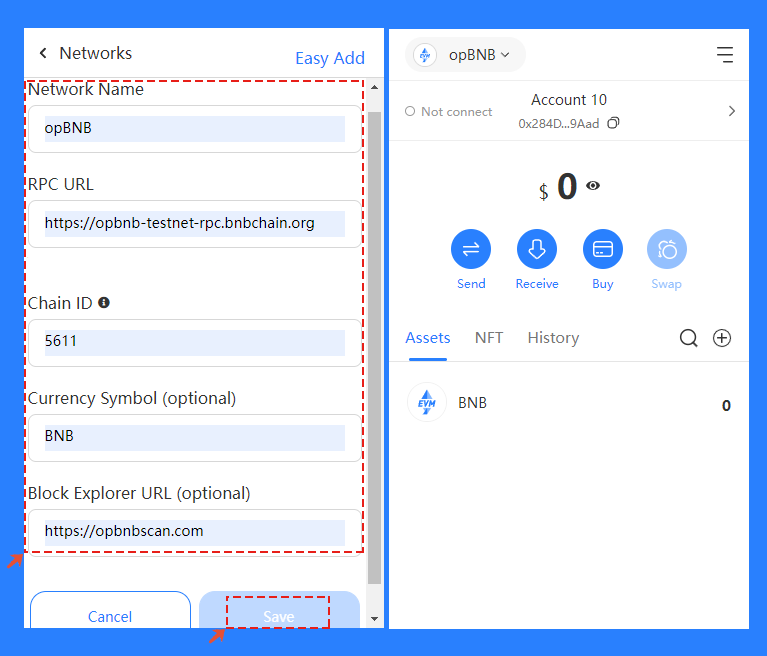 Networks
Easy Add
Network Name
opBNB
RPC URL
https://opbnb-testnet-rpc.bnbchain.org
Chain ID
5611
Currency Symbol (optional)
BNB
Block Explorer URL (optional)
https://opbnbscan.com
Cancel
Save
EVM
opBNB
Not connect
Account 10
0x284D...9Aad
$ 0
Send
Receive
Buy
Swap
Assets
NFT
History
EVM
BNB
0